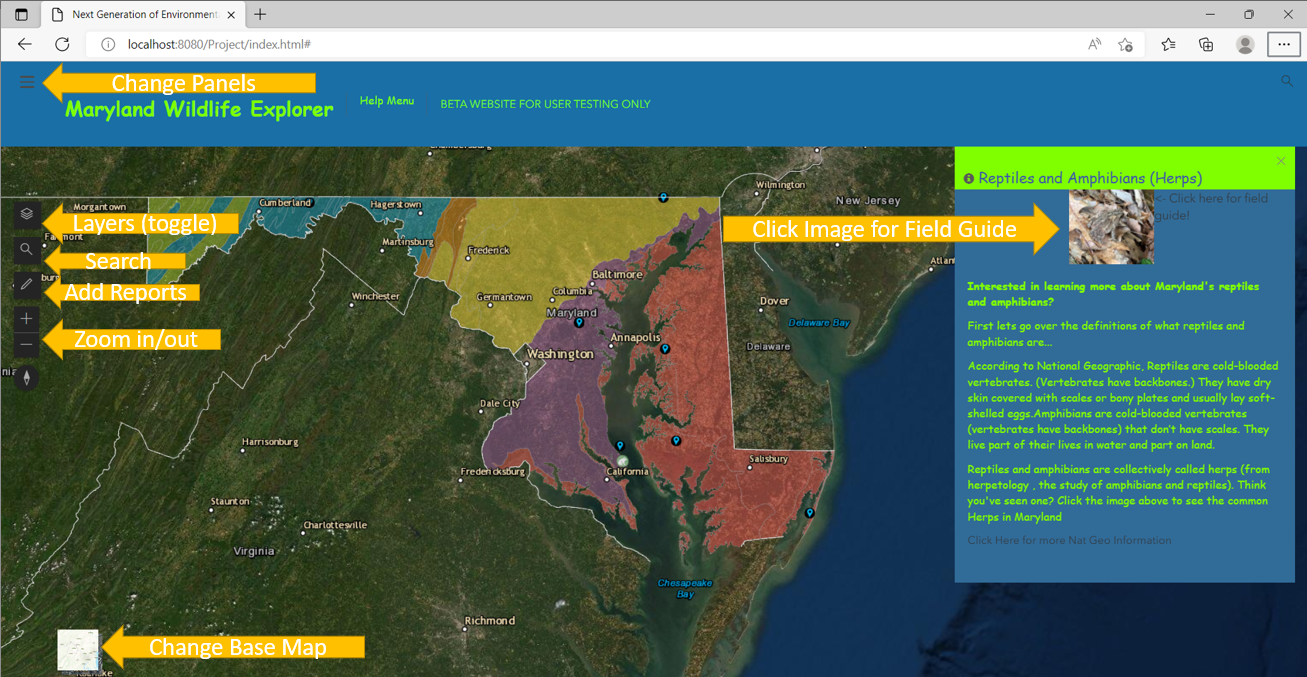 Next Generation of Environment
localhost:8080/Project/index.html#
Change Panels
Maryland Wildlife Explorer
Help Menu
BETA WEBSITE FOR USER TESTING ONLY
Wilmington
New Jersey
Morgantown
Cumberland
Hagerstown
Layers (toggle)
Martinsburg
Frederick
Search
Add Reports
Zoom in/out
Winchester
Baltimore
Columbia
Germantown
Maryland
Annapolis
Washington
Dover
Delaware Bay
Delaware
Dale City
Harrisonburg
Fredericksburg
California
Salisbury
Staunton
Charlottesville
Virginia
Chesapeake
Bay
Richmond
Change Base Map
Click Image for Field Guide
Reptiles and Amphibians (Herps)
<- Click here for field
guide!
Interested in learning more about Maryland's reptiles
and amphibians?
First lets go over the definitions of what reptiles and
amphibians are...
According to National Geographic, Reptiles are cold-blooded
vertebrates. (Vertebrates have backbones.) They have dry
skin covered with scales or bony plates and usually lay soft-
shelled eggs.Amphibians are cold-blooded vertebrates
(vertebrates have backbones) that don't have scales. They
live part of their lives in water and part on land.
Reptiles and amphibians are collectively called herps (from
herpetology , the study of amphibians and reptiles). Think
you've seen one? Click the image above to see the common
Herps in Maryland
Click Here for more Nat Geo Information